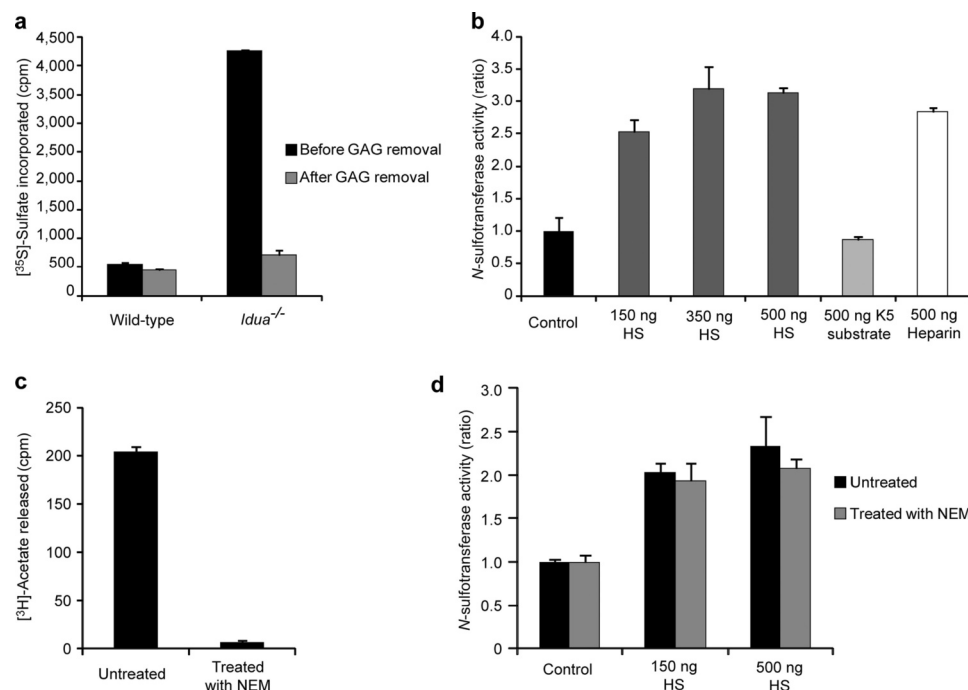 a
[³⁵S]-Sulfate incorporated (cpm)
4,500
4,000
3,500
3,000
2,500
2,000
1,500
1,000
500
0
Before GAG removal
After GAG removal
Wild-type
Idua⁻/⁻
b
N-sulfotransferase activity (ratio)
3.5
3.0
2.5
2.0
1.5
1.0
0.5
0
Control
150 ng
HS
350 ng
HS
500 ng
HS
500 ng K5
substrate
500 ng
Heparin
c
[³H]-Acetate released (cpm)
250
200
150
100
50
0
Untreated
Treated
with NEM
d
N-sulfotransferase activity (ratio)
3.0
2.5
2.0
1.5
1.0
0.5
0
Untreated
Treated with NEM
Control
150 ng
HS
500 ng
HS